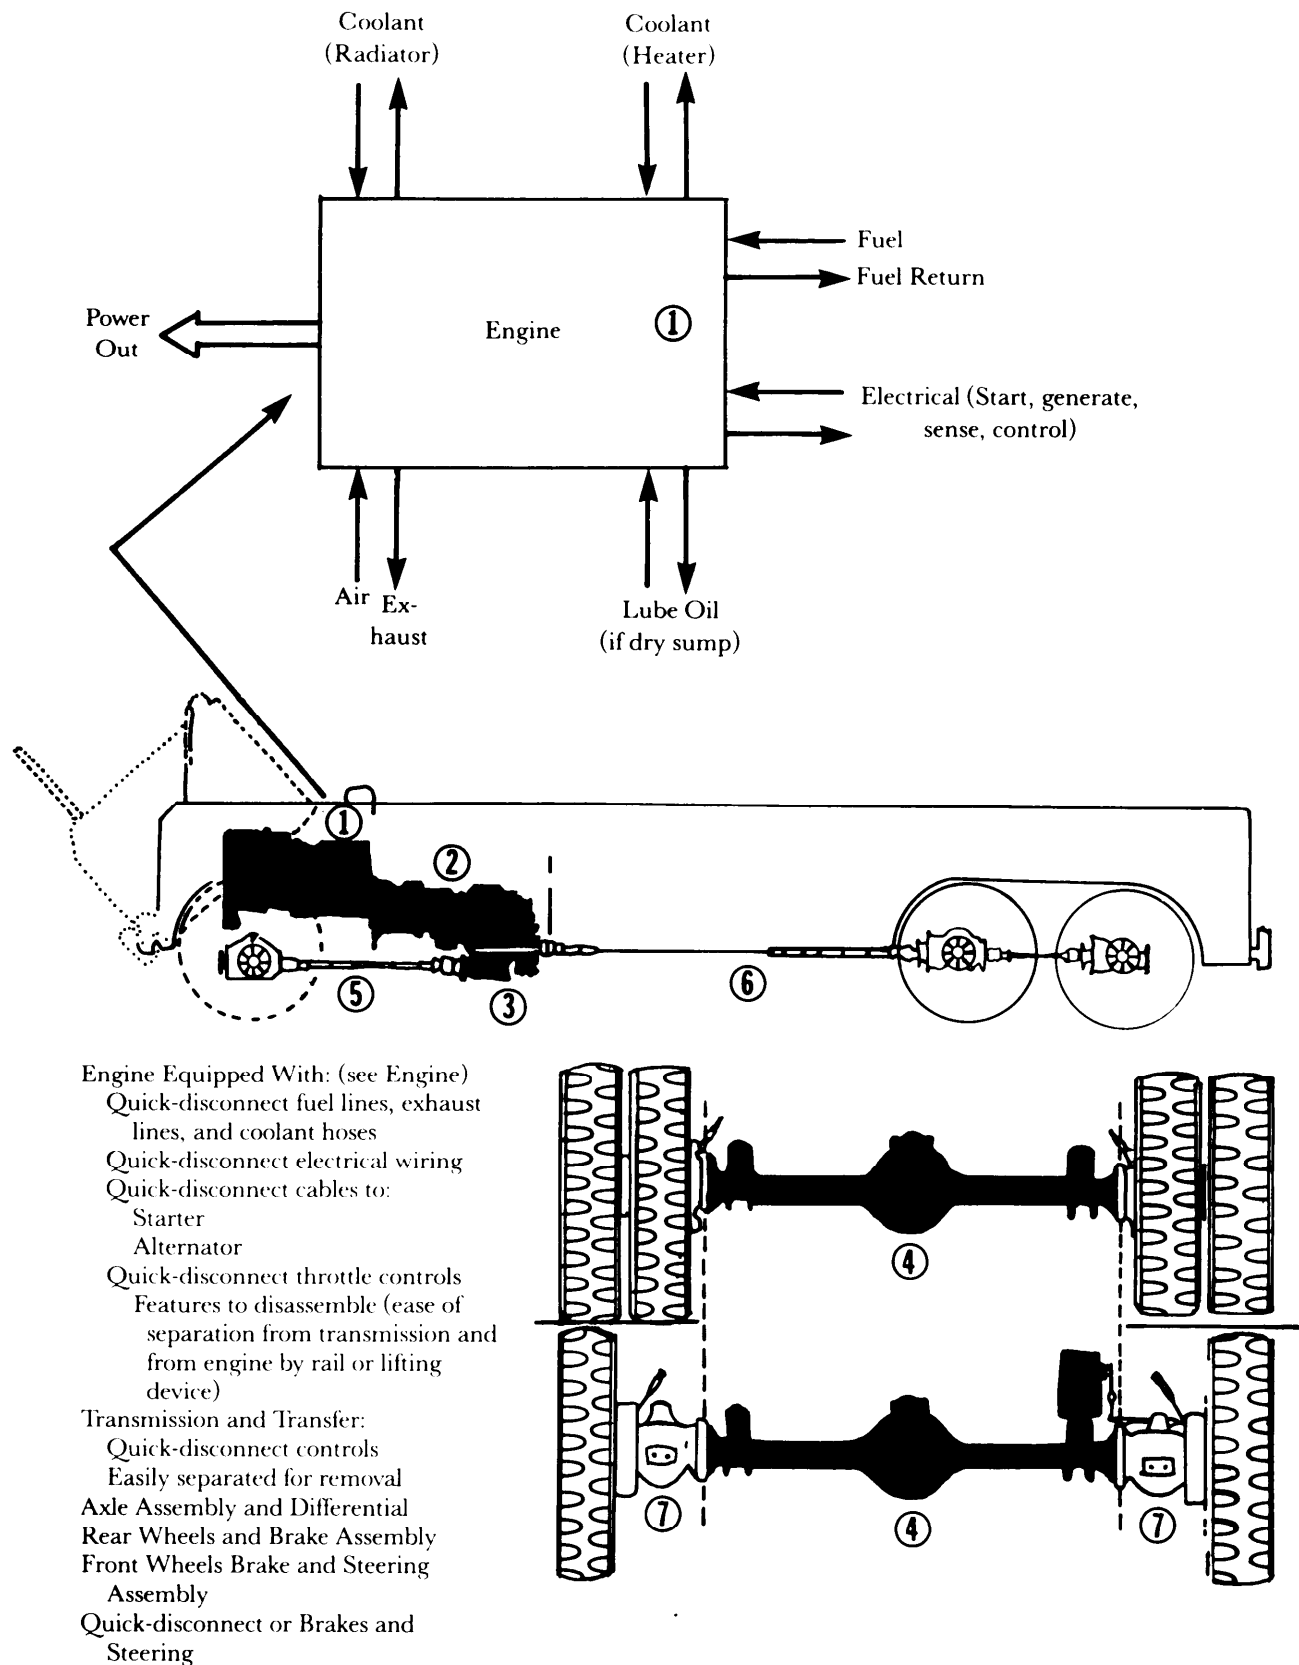 Coolant
(Radiator)
Coolant
(Heater)
Fuel
Fuel Return
Power
Out
Engine
①
Electrical (Start, generate,
sense, control)
Air
Ex-
haust
Lube Oil
(if dry sump)
①
②
⑤
③
⑥
Engine Equipped With: (see Engine)
Quick-disconnect fuel lines, exhaust
lines, and coolant hoses
Quick-disconnect electrical wiring
Quick-disconnect cables to:
Starter
Alternator
Quick-disconnect throttle controls
Features to disassemble (ease of
separation from transmission and
from engine by rail or lifting
device)
Transmission and Transfer:
Quick-disconnect controls
Easily separated for removal
Axle Assembly and Differential
Rear Wheels and Brake Assembly
Front Wheels Brake and Steering
Assembly
Quick-disconnect or Brakes and
Steering
④
⑦
④
⑦